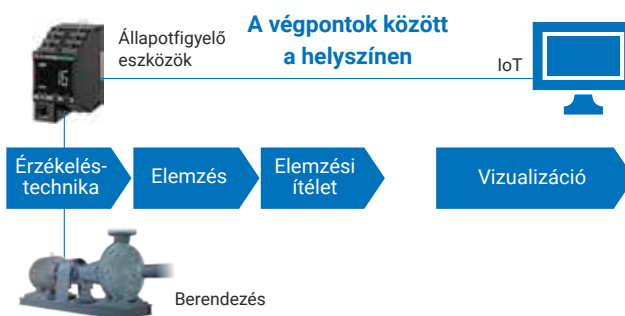 Állapotfigyelő
eszközök
A végpontok között
a helyszínen
IoT
Érzékelés-
technika
Elemzés
Elemzési
ítélet
Vizualizáció
Berendezés